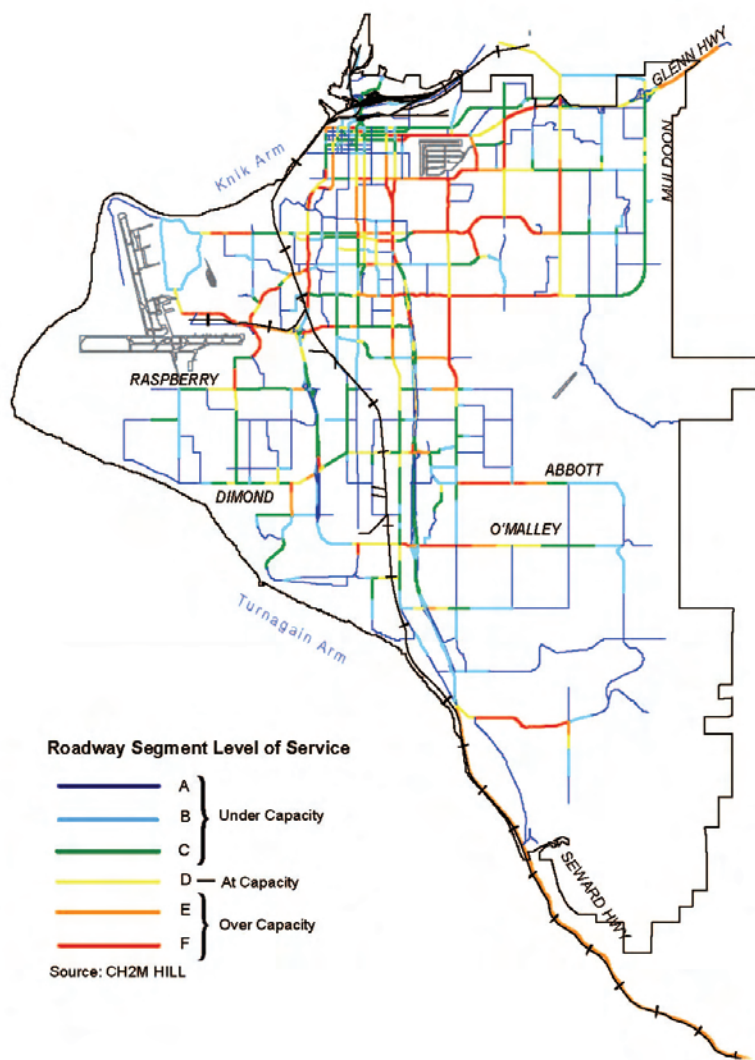 GLENN HWY
MULDOON
Knik Arm
RASPBERRY
ABBOTT
DIMOND
O'MALLEY
Turnagain Arm
Roadway Segment Level of Service
A
B
Under Capacity
C
D
At Capacity
E
Over Capacity
F
Source: CH2M HILL
SEWARD HWY